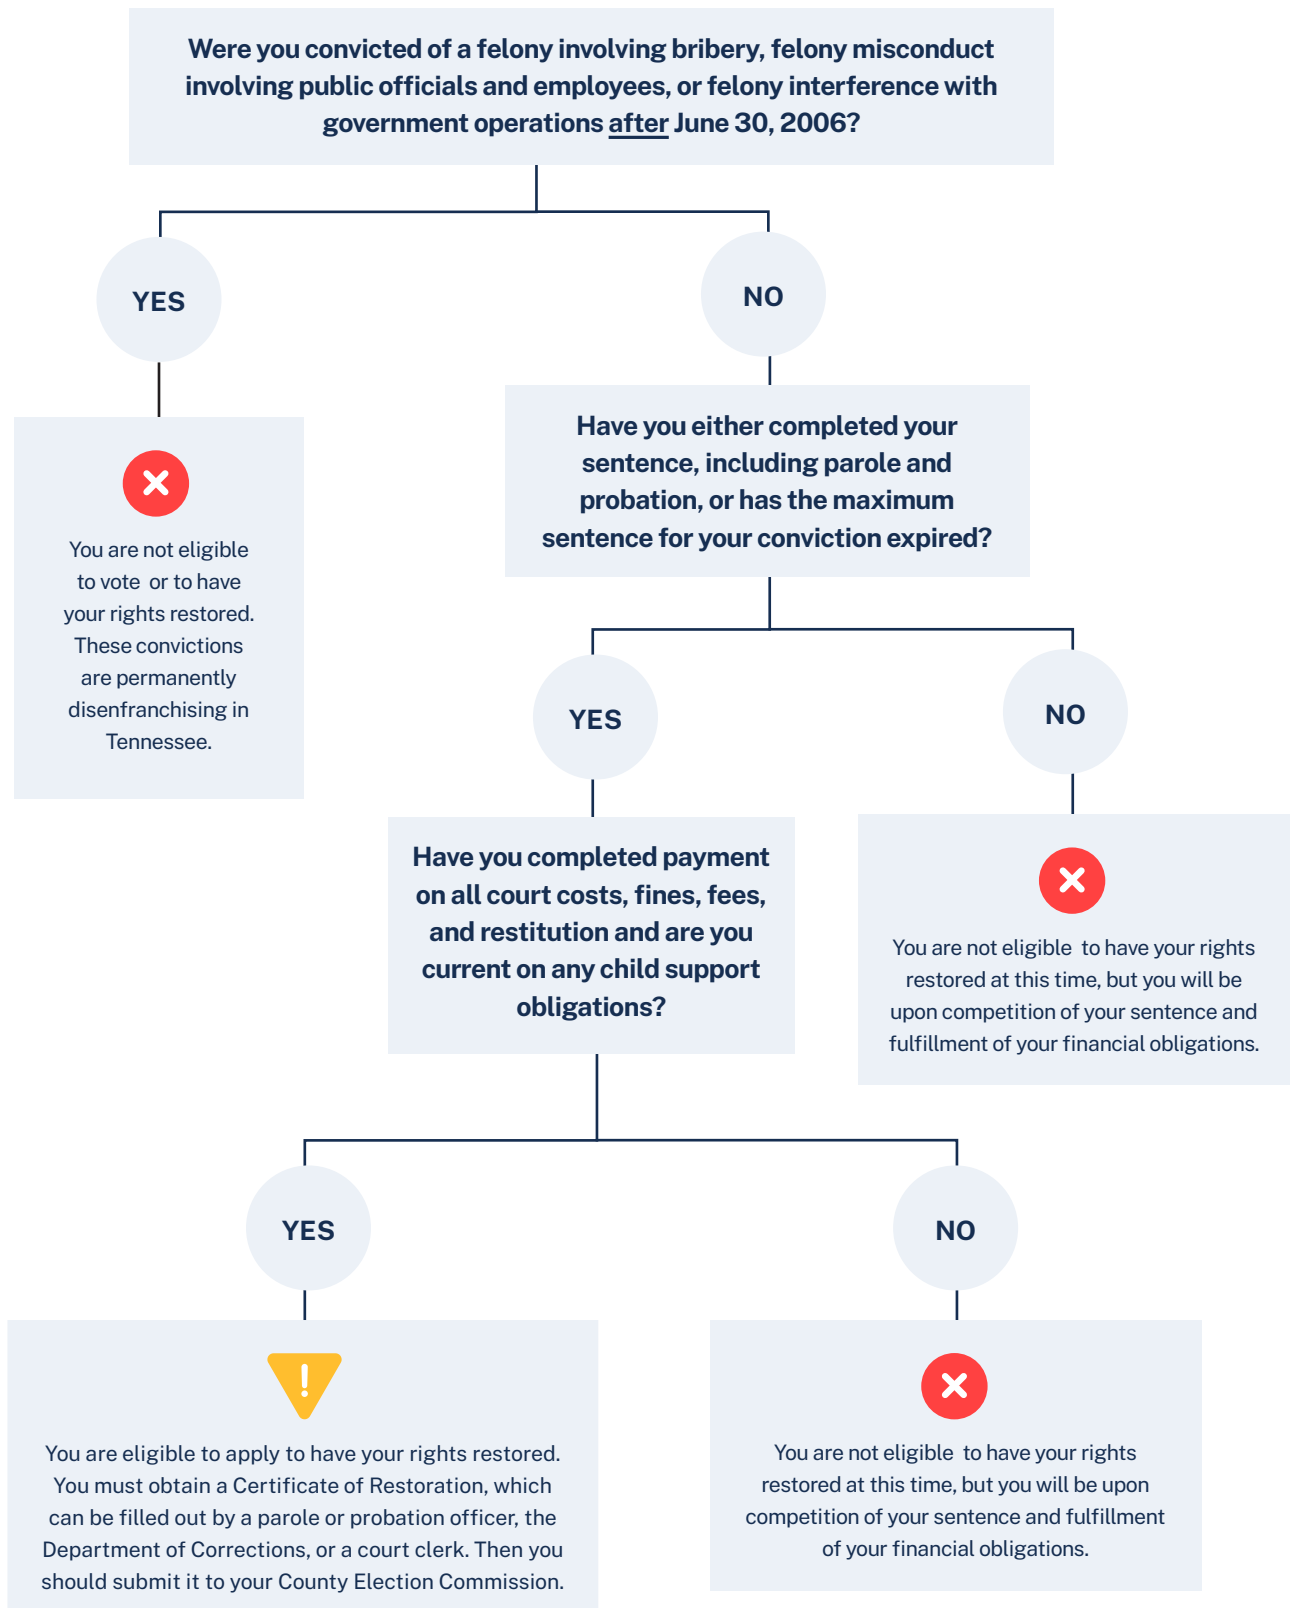 Were you convicted of a felony involving bribery, felony misconduct
involving public officials and employees, or felony interference with
government operations after June 30, 2006?
YES
NO
You are not eligible
to vote or to have
your rights restored.
These convictions
are permanently
disenfranchising in
Tennessee.
Have you either completed your
sentence, including parole and
probation, or has the maximum
sentence for your conviction expired?
YES
NO
Have you completed payment
on all court costs, fines, fees,
and restitution and are you
current on any child support
obligations?
You are not eligible to have your rights
restored at this time, but you will be
upon competition of your sentence and
fulfillment of your financial obligations.
YES
NO
You are eligible to apply to have your rights restored.
You must obtain a Certificate of Restoration, which
can be filled out by a parole or probation officer, the
Department of Corrections, or a court clerk. Then you
should submit it to your County Election Commission.
You are not eligible to have your rights
restored at this time, but you will be upon
competition of your sentence and fulfillment
of your financial obligations.